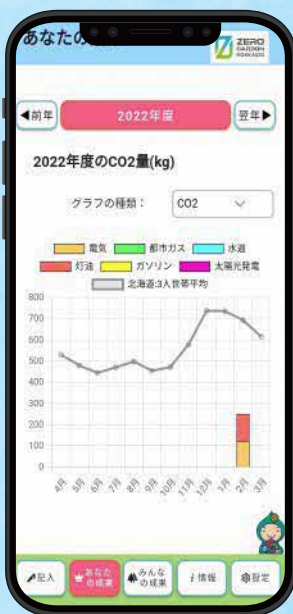 あなたの
ZERO
CARBON
HOKKAIDO
◀前年
2022年度
翌年▶
2022年度のCO2量(kg)
グラフの種類： CO2
電気 都市ガス 水道
灯油 ガソリン 太陽光発電
北海道:3人世帯平均
800
700
600
500
400
300
200
100
0
4月 5月 6月 7月 8月 9月 10月 11月 12月 1月 2月 3月
記入
あなた
の成果
みんな
の成果
i 情報
設定